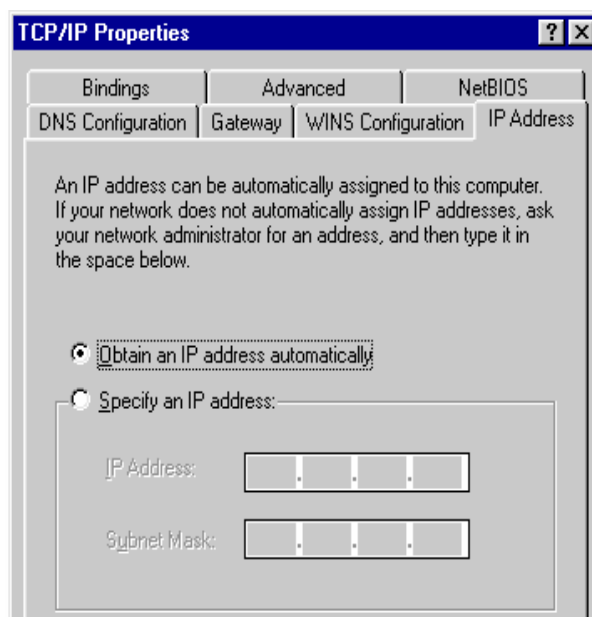 TCP/IP Properties
? ×
Bindings Advanced NetBIOS
DNS Configuration Gateway WINS Configuration IP Address
An IP address can be automatically assigned to this computer.
If your network does not automatically assign IP addresses, ask
your network administrator for an address, and then type it in
the space below.
Obtain an IP address automatically
Specify an IP address:
IP Address:
. . .
Subnet Mask:
. . .